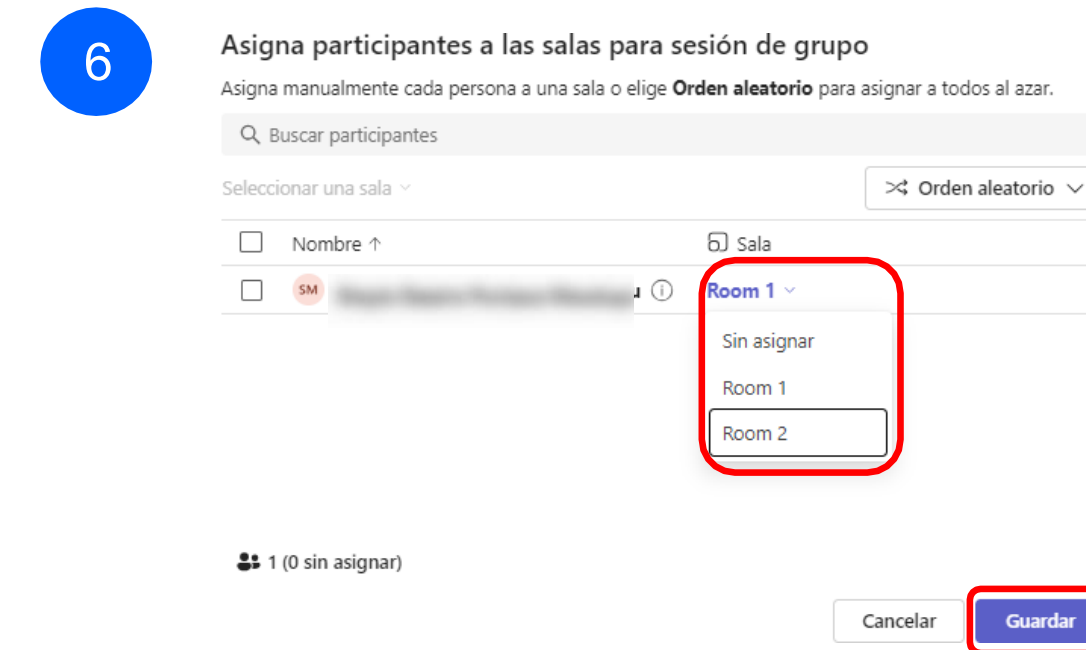 6
Asigna participantes a las salas para sesión de grupo
Asigna manualmente cada persona a una sala o elige Orden aleatorio para asignar a todos al azar.
Buscar participantes
Seleccionar una sala
Orden aleatorio
Nombre ↑
Sala
SM
Room 1
Sin asignar
Room 1
Room 2
1 (0 sin asignar)
Cancelar
Guardar